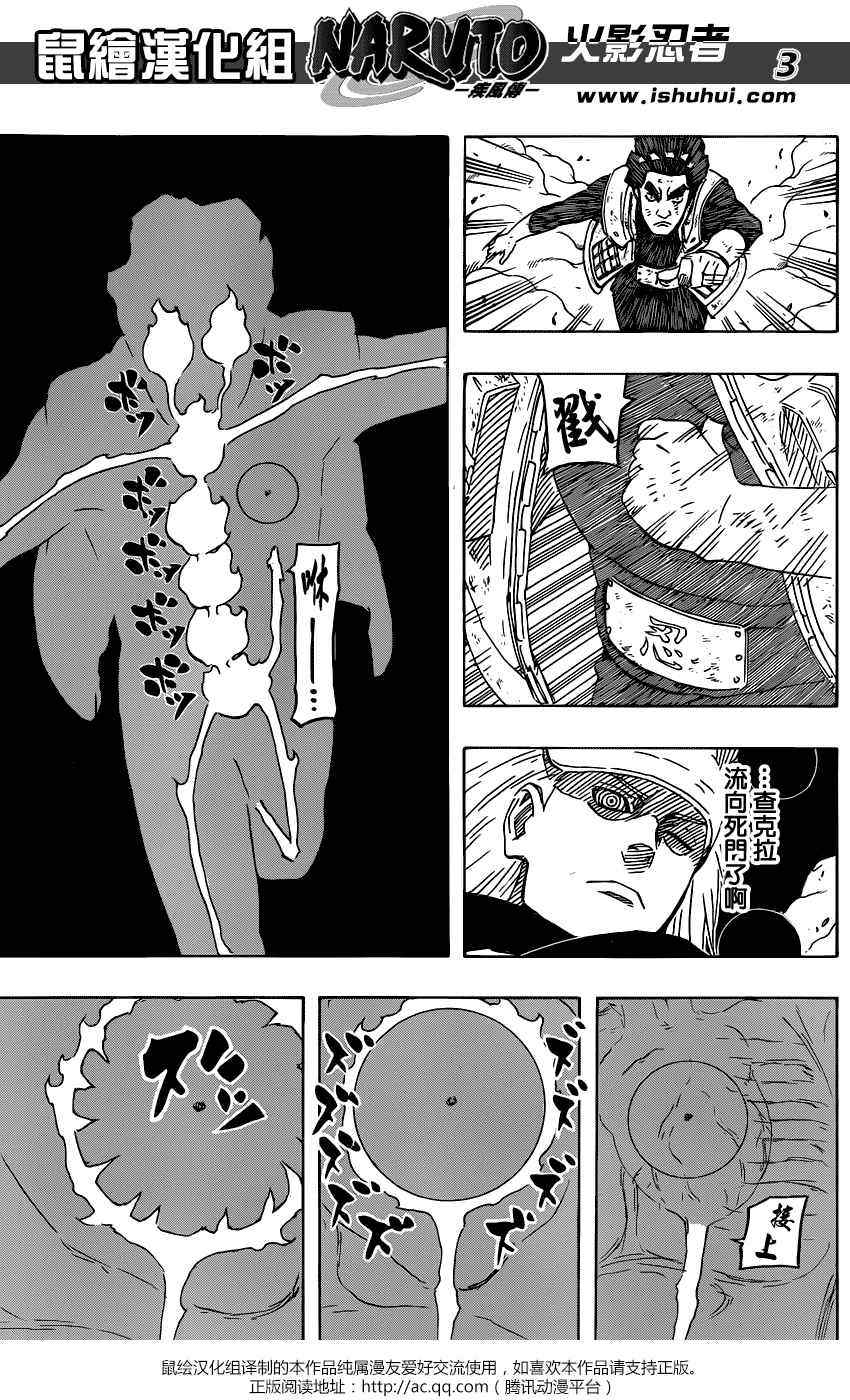 鼠繪漢化組
NARUTO
火影忍者
3
疾風傳
www.ishuhui.com
戳
忍
…查克拉
流向死門了啊
ボッ
ボッ
ボッ
ボッ
ボッ
ボッ
咻——…
接上
ズズズズ
ズズズズ
ズズッ
鼠绘汉化组译制的本作品纯属漫友爱好交流使用，如喜欢本作品请支持正版。
正版阅读地址：http://ac.qq.com（腾讯动漫平台）